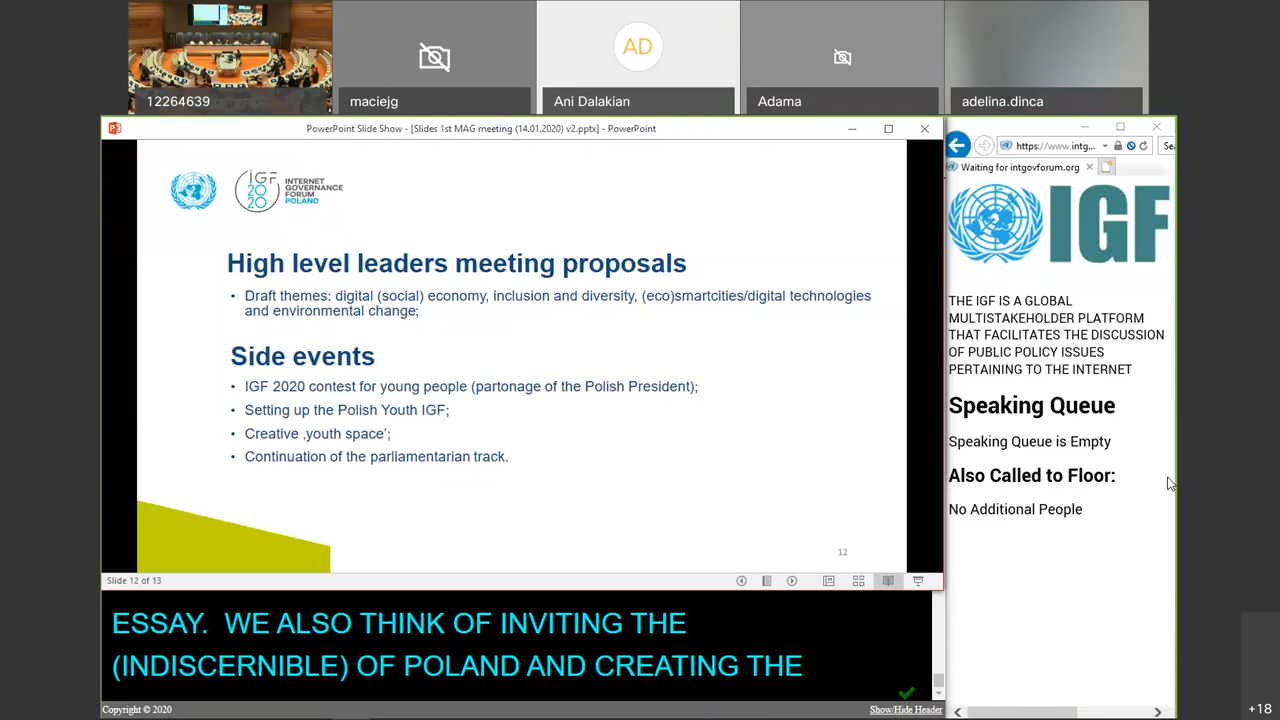 12264639
maciejg
AD
Ani Dalakian
Adama
adelina.dinca
PowerPoint Slide Show - [Slides 1st MAG meeting (14.01.2020) v2.pptx] - PowerPoint
IGF
20
20
INTERNET
GOVERNANCE
FORUM
POLAND
High level leaders meeting proposals
• Draft themes: digital (social) economy, inclusion and diversity, (eco)smartcities/digital technologies
and environmental change;
Side events
• IGF 2020 contest for young people (partonage of the Polish President);
• Setting up the Polish Youth IGF;
• Creative ‚youth space’;
• Continuation of the parliamentarian track.
12
Slide 12 of 13
ESSAY. WE ALSO THINK OF INVITING THE
(INDISCERNIBLE) OF POLAND AND CREATING THE
Copyright © 2020
Show/Hide Header
https://www.intg...
Waiting for intgovforum.org
IGF
THE IGF IS A GLOBAL
MULTISTAKEHOLDER PLATFORM
THAT FACILITATES THE DISCUSSION
OF PUBLIC POLICY ISSUES
PERTAINING TO THE INTERNET
Speaking Queue
Speaking Queue is Empty
Also Called to Floor:
No Additional People
+18